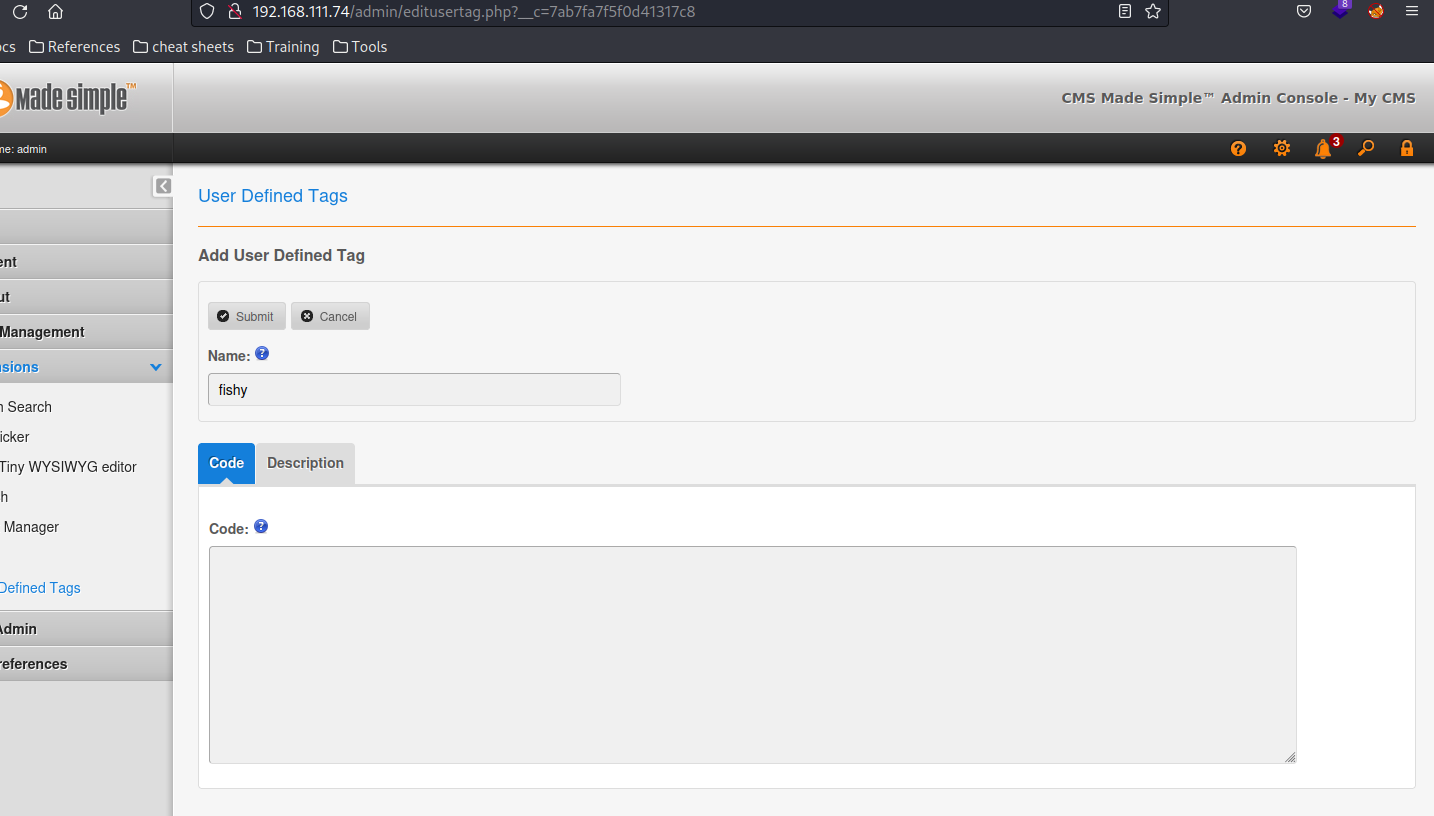 192.168.111.74/admin/editusertag.php?__c=7ab7fa7f5f0d41317c8
8
ocs References cheat sheets Training Tools
made simple™
CMS Made Simple™ Admin Console - My CMS
me: admin
3
User Defined Tags
Add User Defined Tag
Submit Cancel
Name:
fishy
Code Description
Code:
ent
ut
Management
nsions
h Search
icker
Tiny WYSIWYG editor
ch
Manager
Defined Tags
Admin
references